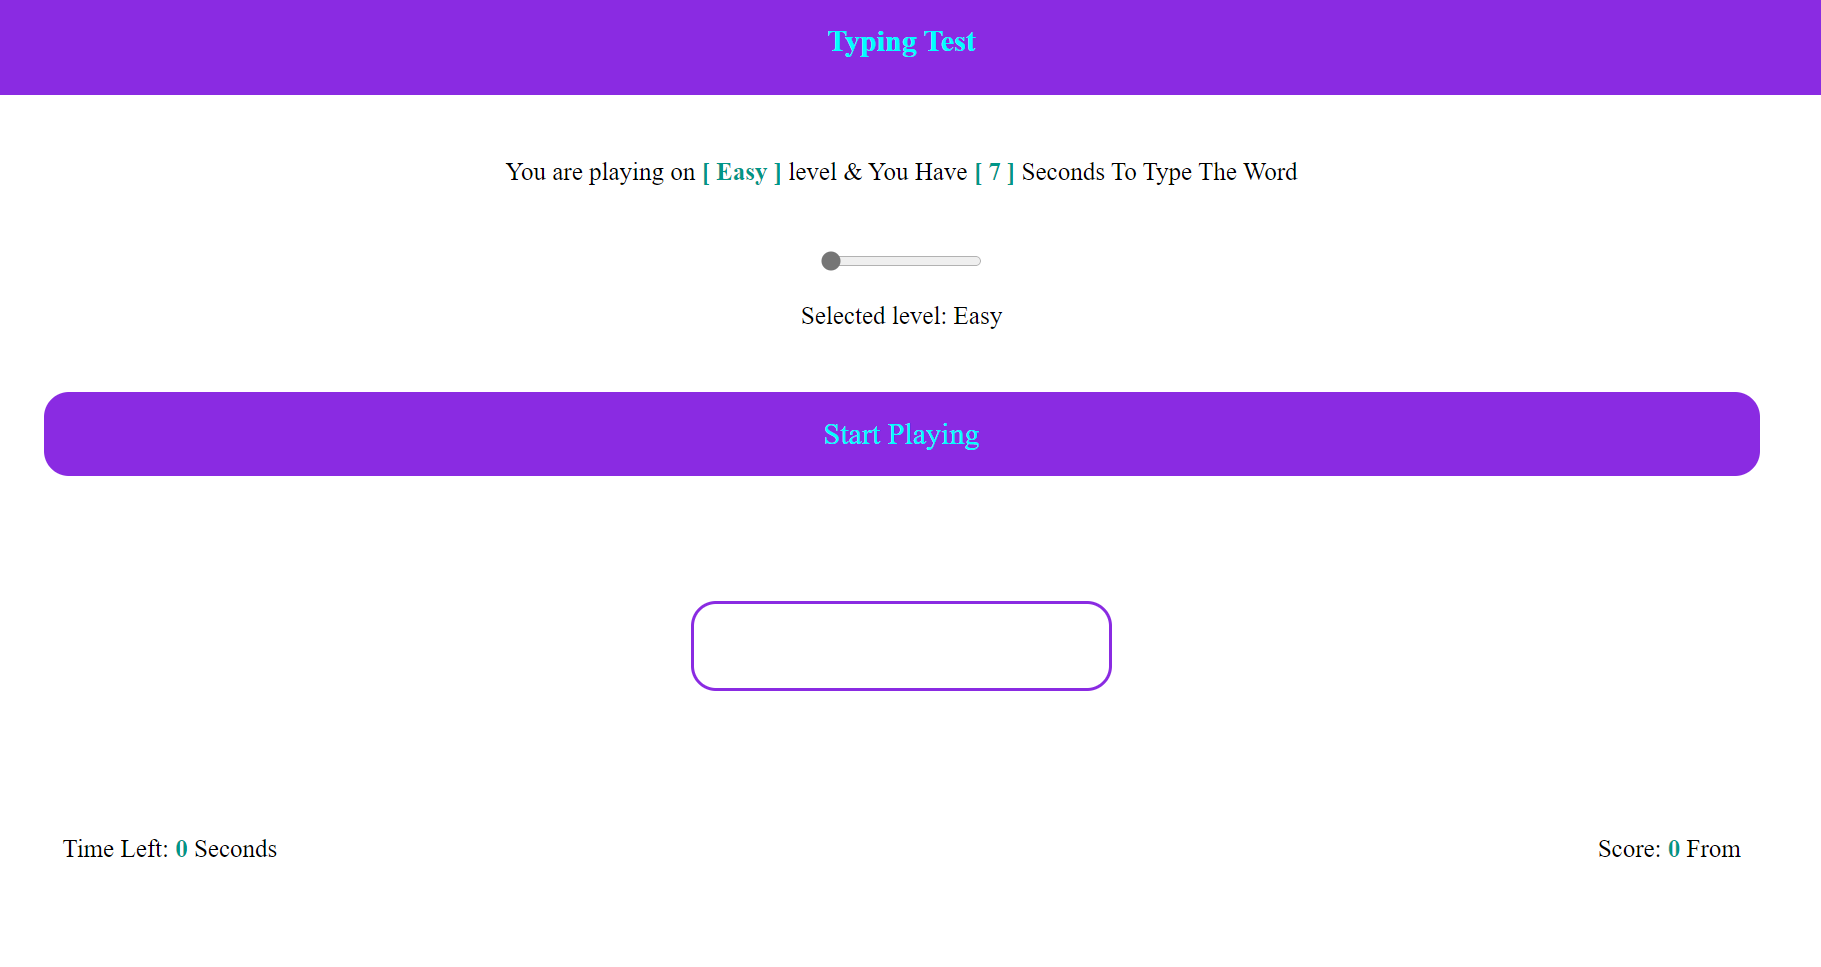 Typing Test
You are playing on [ Easy ] level & You Have [ 7 ] Seconds To Type The Word
Selected level: Easy
Start Playing
Time Left: 0 Seconds
Score: 0 From